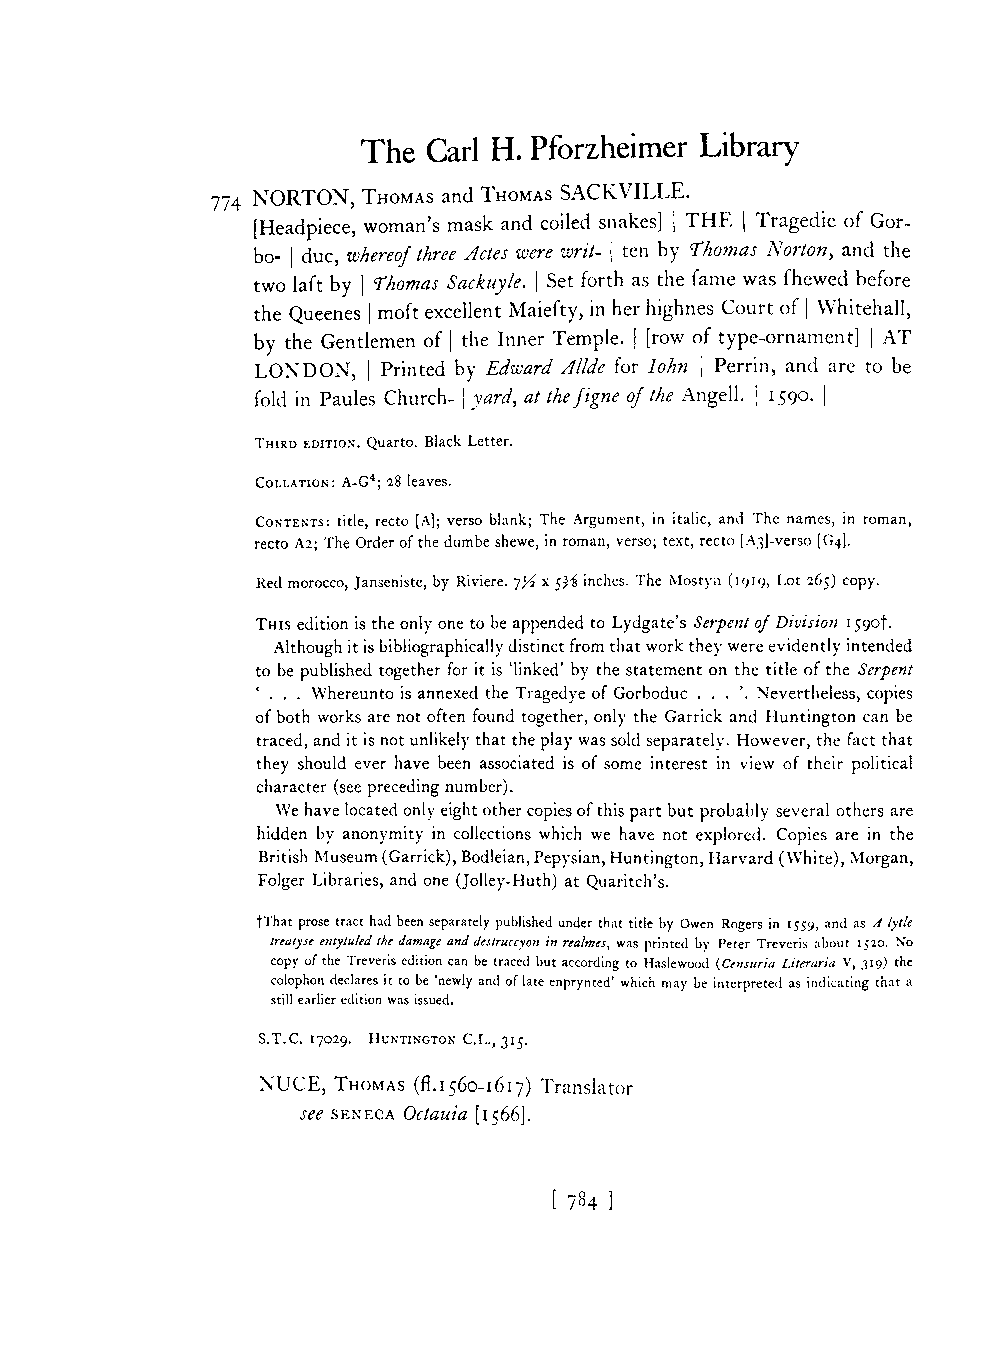 The Carl H. Pforzheimer Library
774 NORTON, THOMAS and THOMAS SACKVILLE.
[Headpiece, woman's mask and coiled snakes] | THE | Tragedie of Gor-
bo- | duc, whereof three Actes were writ- | ten by Thomas Norton, and the
two laſt by | Thomas Sackuyle. | Set forth as the ſame was ſhewed before
the Queenes | moſt excellent Maieſty, in her highnes Court of | Whitehall,
by the Gentlemen of | the Inner Temple. | [row of type-ornament] | AT
LONDON, | Printed by Edward Allde for Iohn | Perrin, and are to be
ſold in Paules Church- | yard, at the ſigne of the Angell. | 1590. |
THIRD EDITION. Quarto. Black Letter.
COLLATION: A-G⁴; 28 leaves.
CONTENTS: title, recto [A]; verso blank; The Argument, in italic, and The names, in roman,
recto A2; The Order of the dumbe shewe, in roman, verso; text, recto [A3]-verso [G4].
Red morocco, Janseniste, by Riviere. 7½ x 5⅜ inches. The Mostyn (1919, Lot 265) copy.
THIS edition is the only one to be appended to Lydgate's Serpent of Division 1590†.
Although it is bibliographically distinct from that work they were evidently intended
to be published together for it is 'linked' by the statement on the title of the Serpent
' . . . Whereunto is annexed the Tragedye of Gorboduc . . . '. Nevertheless, copies
of both works are not often found together, only the Garrick and Huntington can be
traced, and it is not unlikely that the play was sold separately. However, the fact that
they should ever have been associated is of some interest in view of their political
character (see preceding number).
We have located only eight other copies of this part but probably several others are
hidden by anonymity in collections which we have not explored. Copies are in the
British Museum (Garrick), Bodleian, Pepysian, Huntington, Harvard (White), Morgan,
Folger Libraries, and one (Jolley-Huth) at Quaritch's.
†That prose tract had been separately published under that title by Owen Rogers in 1559, and as A lytle
treatyse entytuled the damage and destruccyon in realmes, was printed by Peter Treveris about 1520. No
copy of the Treveris edition can be traced but according to Haslewood (Censuria Literaria V, 319) the
colophon declares it to be 'newly and of late enprynted' which may be interpreted as indicating that a
still earlier edition was issued.
S.T.C. 17029. HUNTINGTON C.L., 315.
NUCE, THOMAS (fl.1560-1617) Translator
see SENECA Octauia [1566].
[ 784 ]